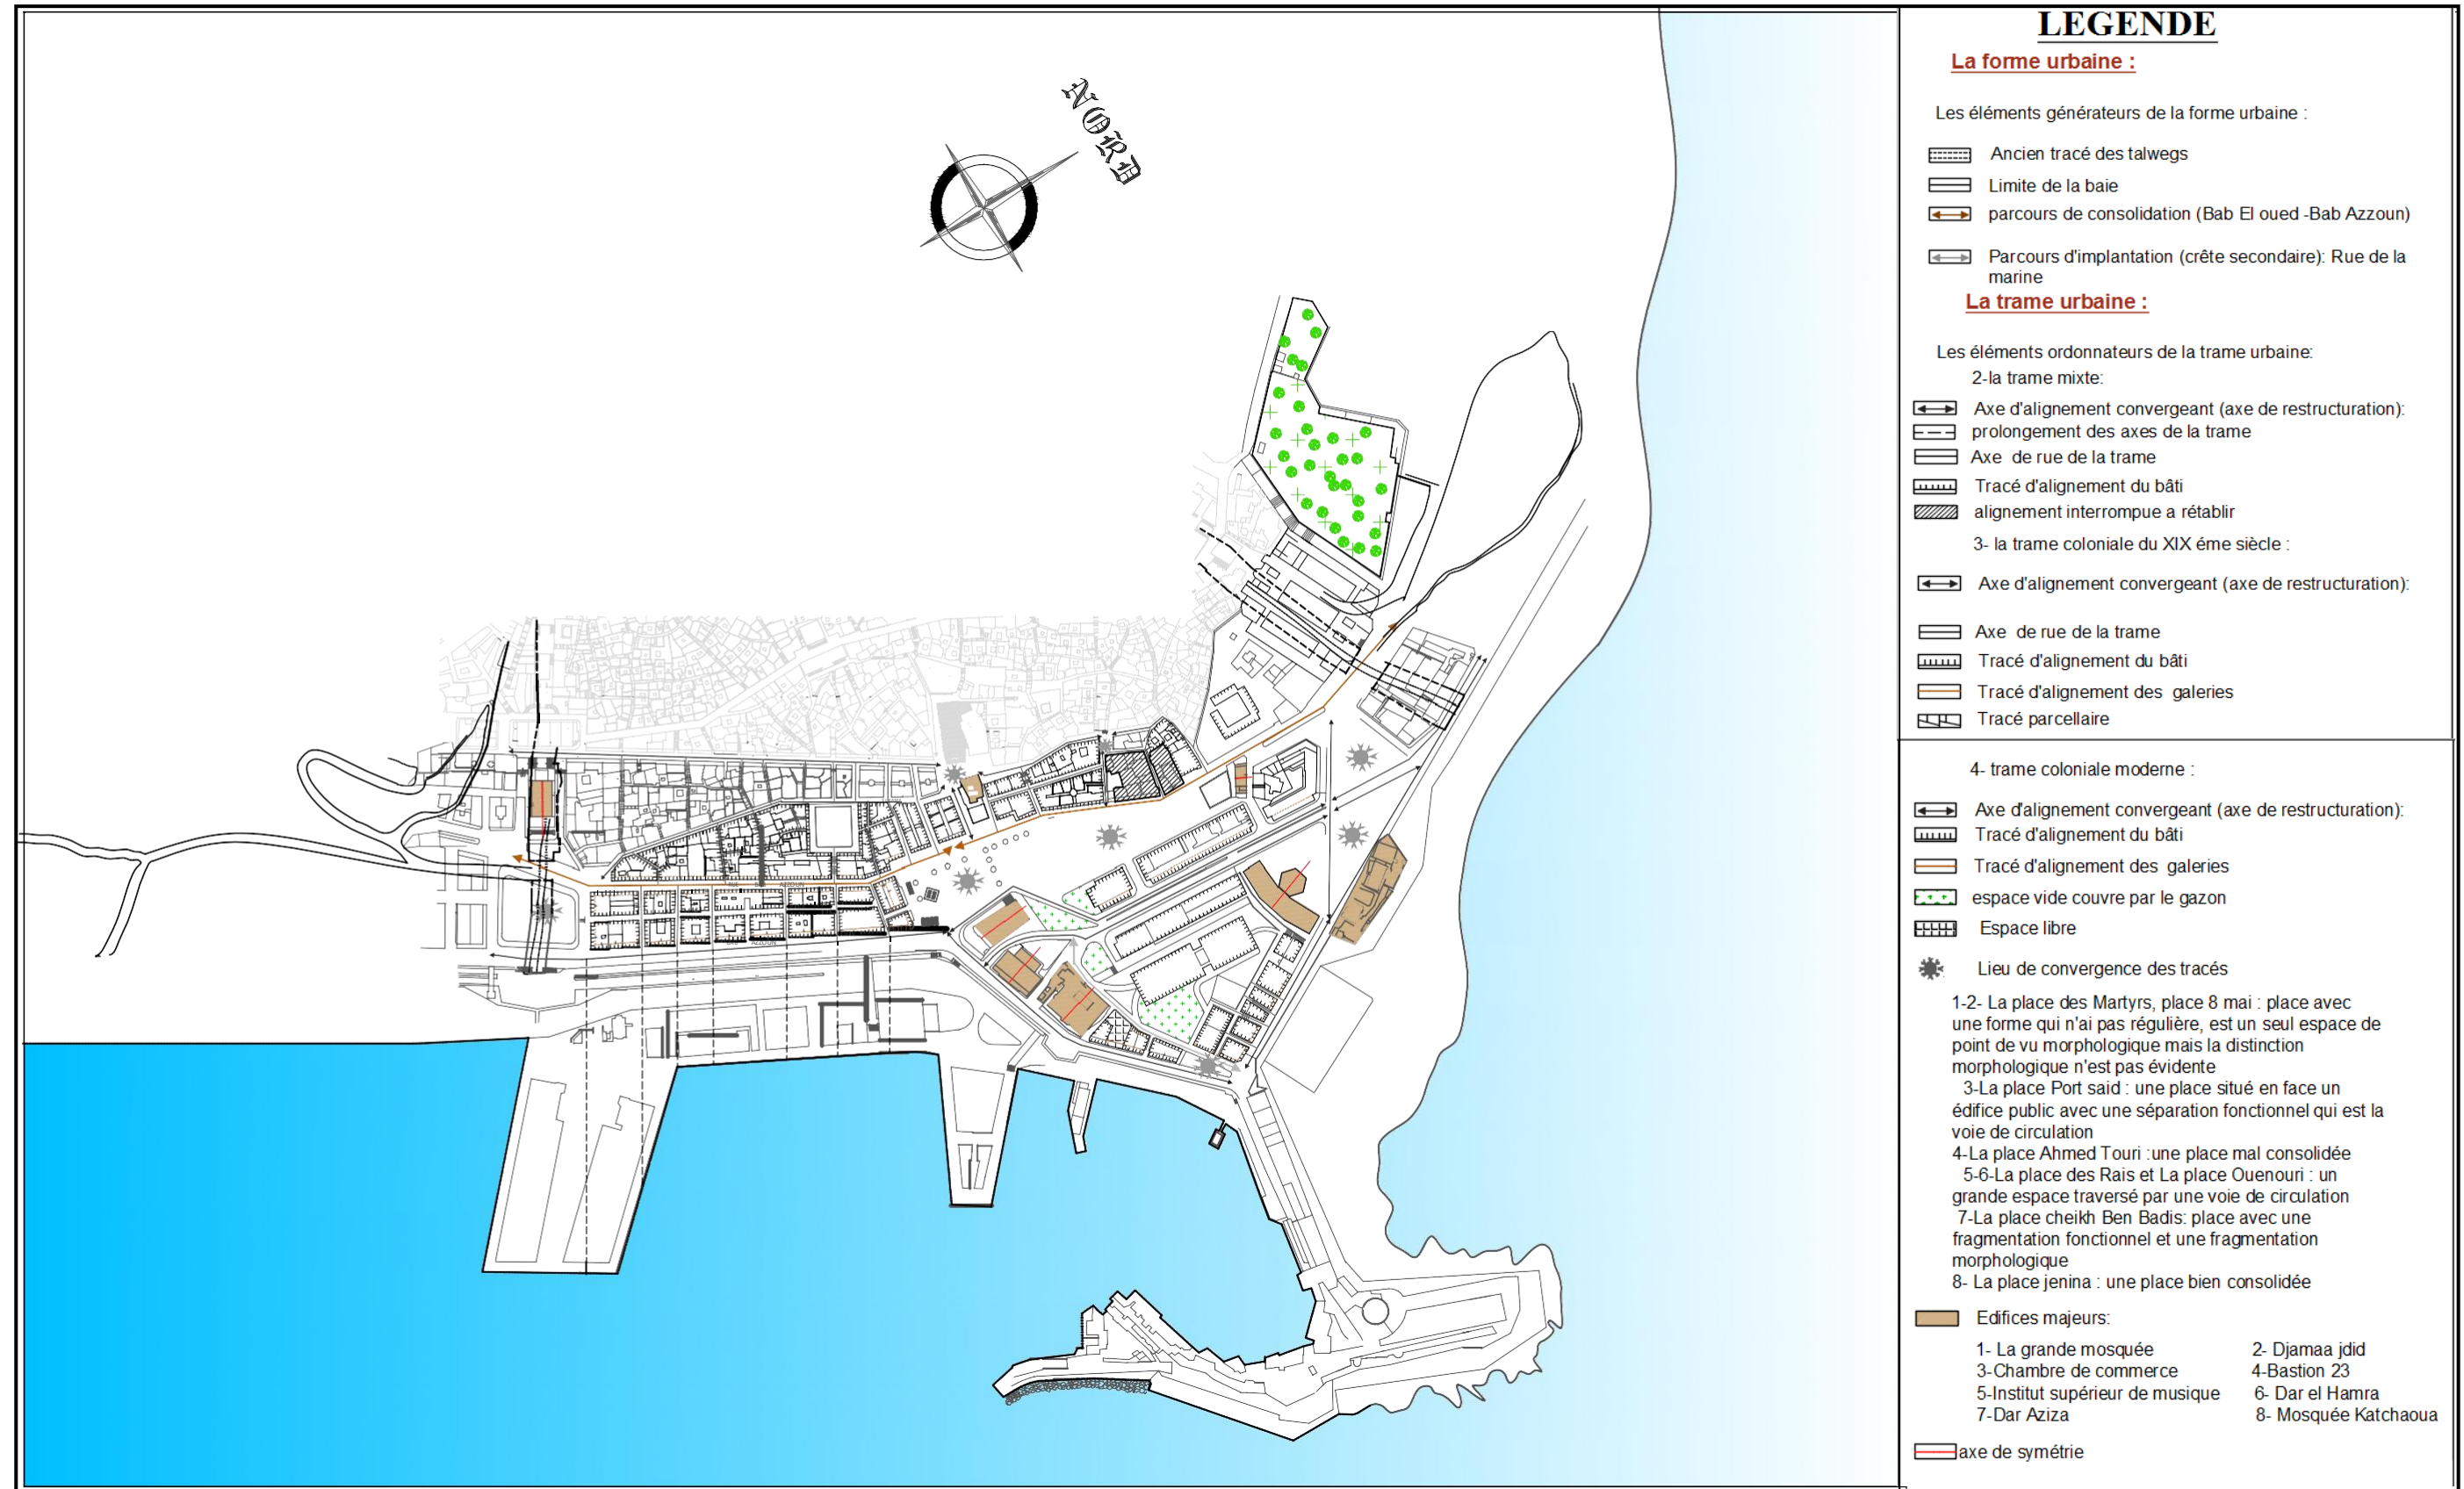 NORD
RUE BAB AZZOUN
AZZOUN
LEGENDE
La forme urbaine :
Les éléments générateurs de la forme urbaine :
Ancien tracé des talwegs
Limite de la baie
parcours de consolidation (Bab El oued -Bab Azzoun)
Parcours d'implantation (crête secondaire): Rue de la
marine
La trame urbaine :
Les éléments ordonnateurs de la trame urbaine:
2-la trame mixte:
Axe d'alignement convergeant (axe de restructuration):
prolongement des axes de la trame
Axe de rue de la trame
Tracé d'alignement du bâti
alignement interrompue a rétablir
3- la trame coloniale du XIX éme siècle :
Axe d'alignement convergeant (axe de restructuration):
Axe de rue de la trame
Tracé d'alignement du bâti
Tracé d'alignement des galeries
Tracé parcellaire
4- trame coloniale moderne :
Axe d'alignement convergeant (axe de restructuration):
Tracé d'alignement du bâti
Tracé d'alignement des galeries
espace vide couvre par le gazon
Espace libre
Lieu de convergence des tracés
1-2- La place des Martyrs, place 8 mai : place avec
une forme qui n'ai pas régulière, est un seul espace de
point de vu morphologique mais la distinction
morphologique n'est pas évidente
3-La place Port said : une place situé en face un
édifice public avec une séparation fonctionnel qui est la
voie de circulation
4-La place Ahmed Touri :une place mal consolidée
5-6-La place des Rais et La place Ouenouri : un
grande espace traversé par une voie de circulation
7-La place cheikh Ben Badis: place avec une
fragmentation fonctionnel et une fragmentation
morphologique
8- La place jenina : une place bien consolidée
Edifices majeurs:
1- La grande mosquée 2- Djamaa jdid
3-Chambre de commerce 4-Bastion 23
5-Institut supérieur de musique 6- Dar el Hamra
7-Dar Aziza 8- Mosquée Katchaoua
axe de symétrie